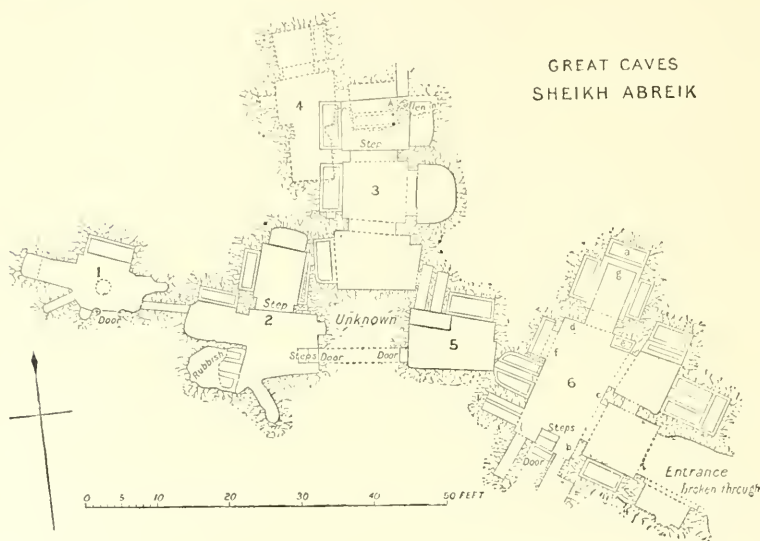 GREAT CAVES
SHEIKH ABREIK
4
A
Fallen
Step
3
1
Door
Step
2
Unknown
Rubbish
Steps Door
Door
5
a
g
d
e
f
6
c
Steps
b
Door
Entrance
broken through
0 5 10 20 30 40 50 FEET